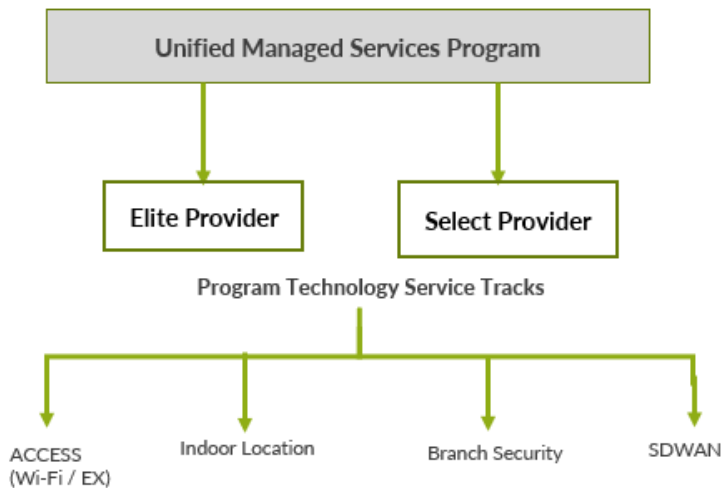 Unified Managed Services Program
Elite Provider
Select Provider
Program Technology Service Tracks
ACCESS
(Wi-Fi / EX)
Indoor Location
Branch Security
SDWAN